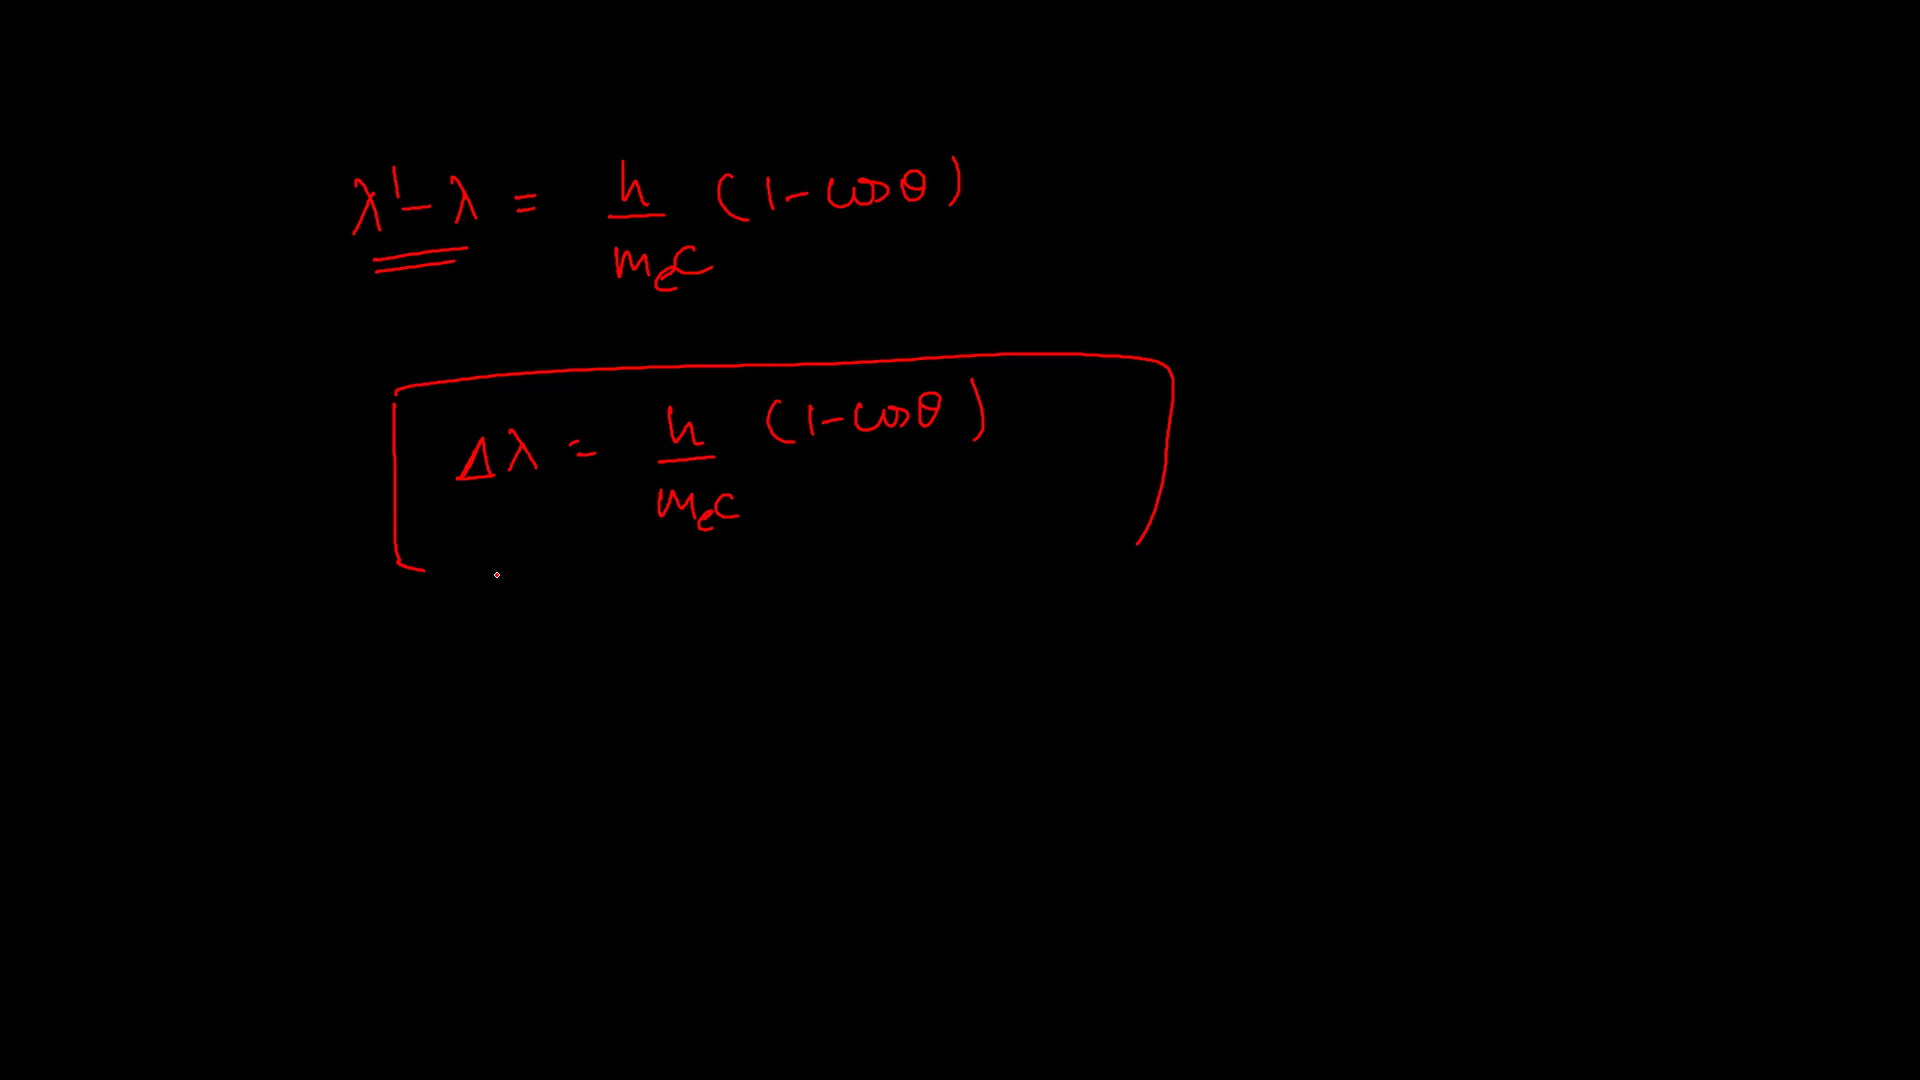 λ' - λ = h/mₑc (1 - cosθ)
Δλ = h/mₑc (1 - cosθ)